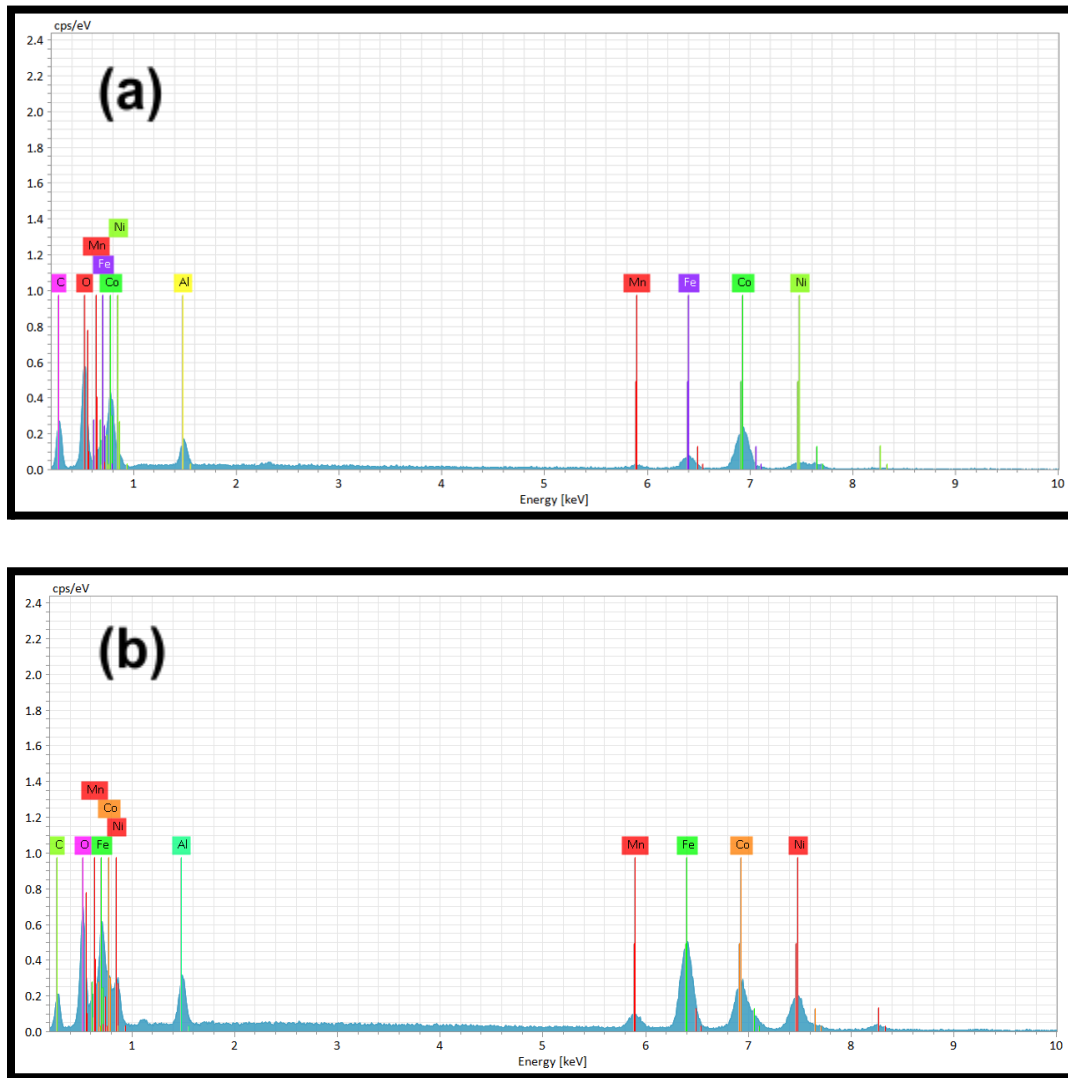 cps/eV
2.4
(a)
2.2
2.0
1.8
1.6
1.4
Ni
1.2
Mn
Fe
1.0
C O Co Al Mn Fe Co Ni
0.8
0.6
0.4
0.2
0.0
1 2 3 4 5 6 7 8 9 10
Energy [keV]
cps/eV
2.4
(b)
2.2
2.0
1.8
1.6
1.4
Mn
Co
1.2
Ni
1.0
C O Fe Al Mn Fe Co Ni
0.8
0.6
0.4
0.2
0.0
1 2 3 4 5 6 7 8 9 10
Energy [keV]